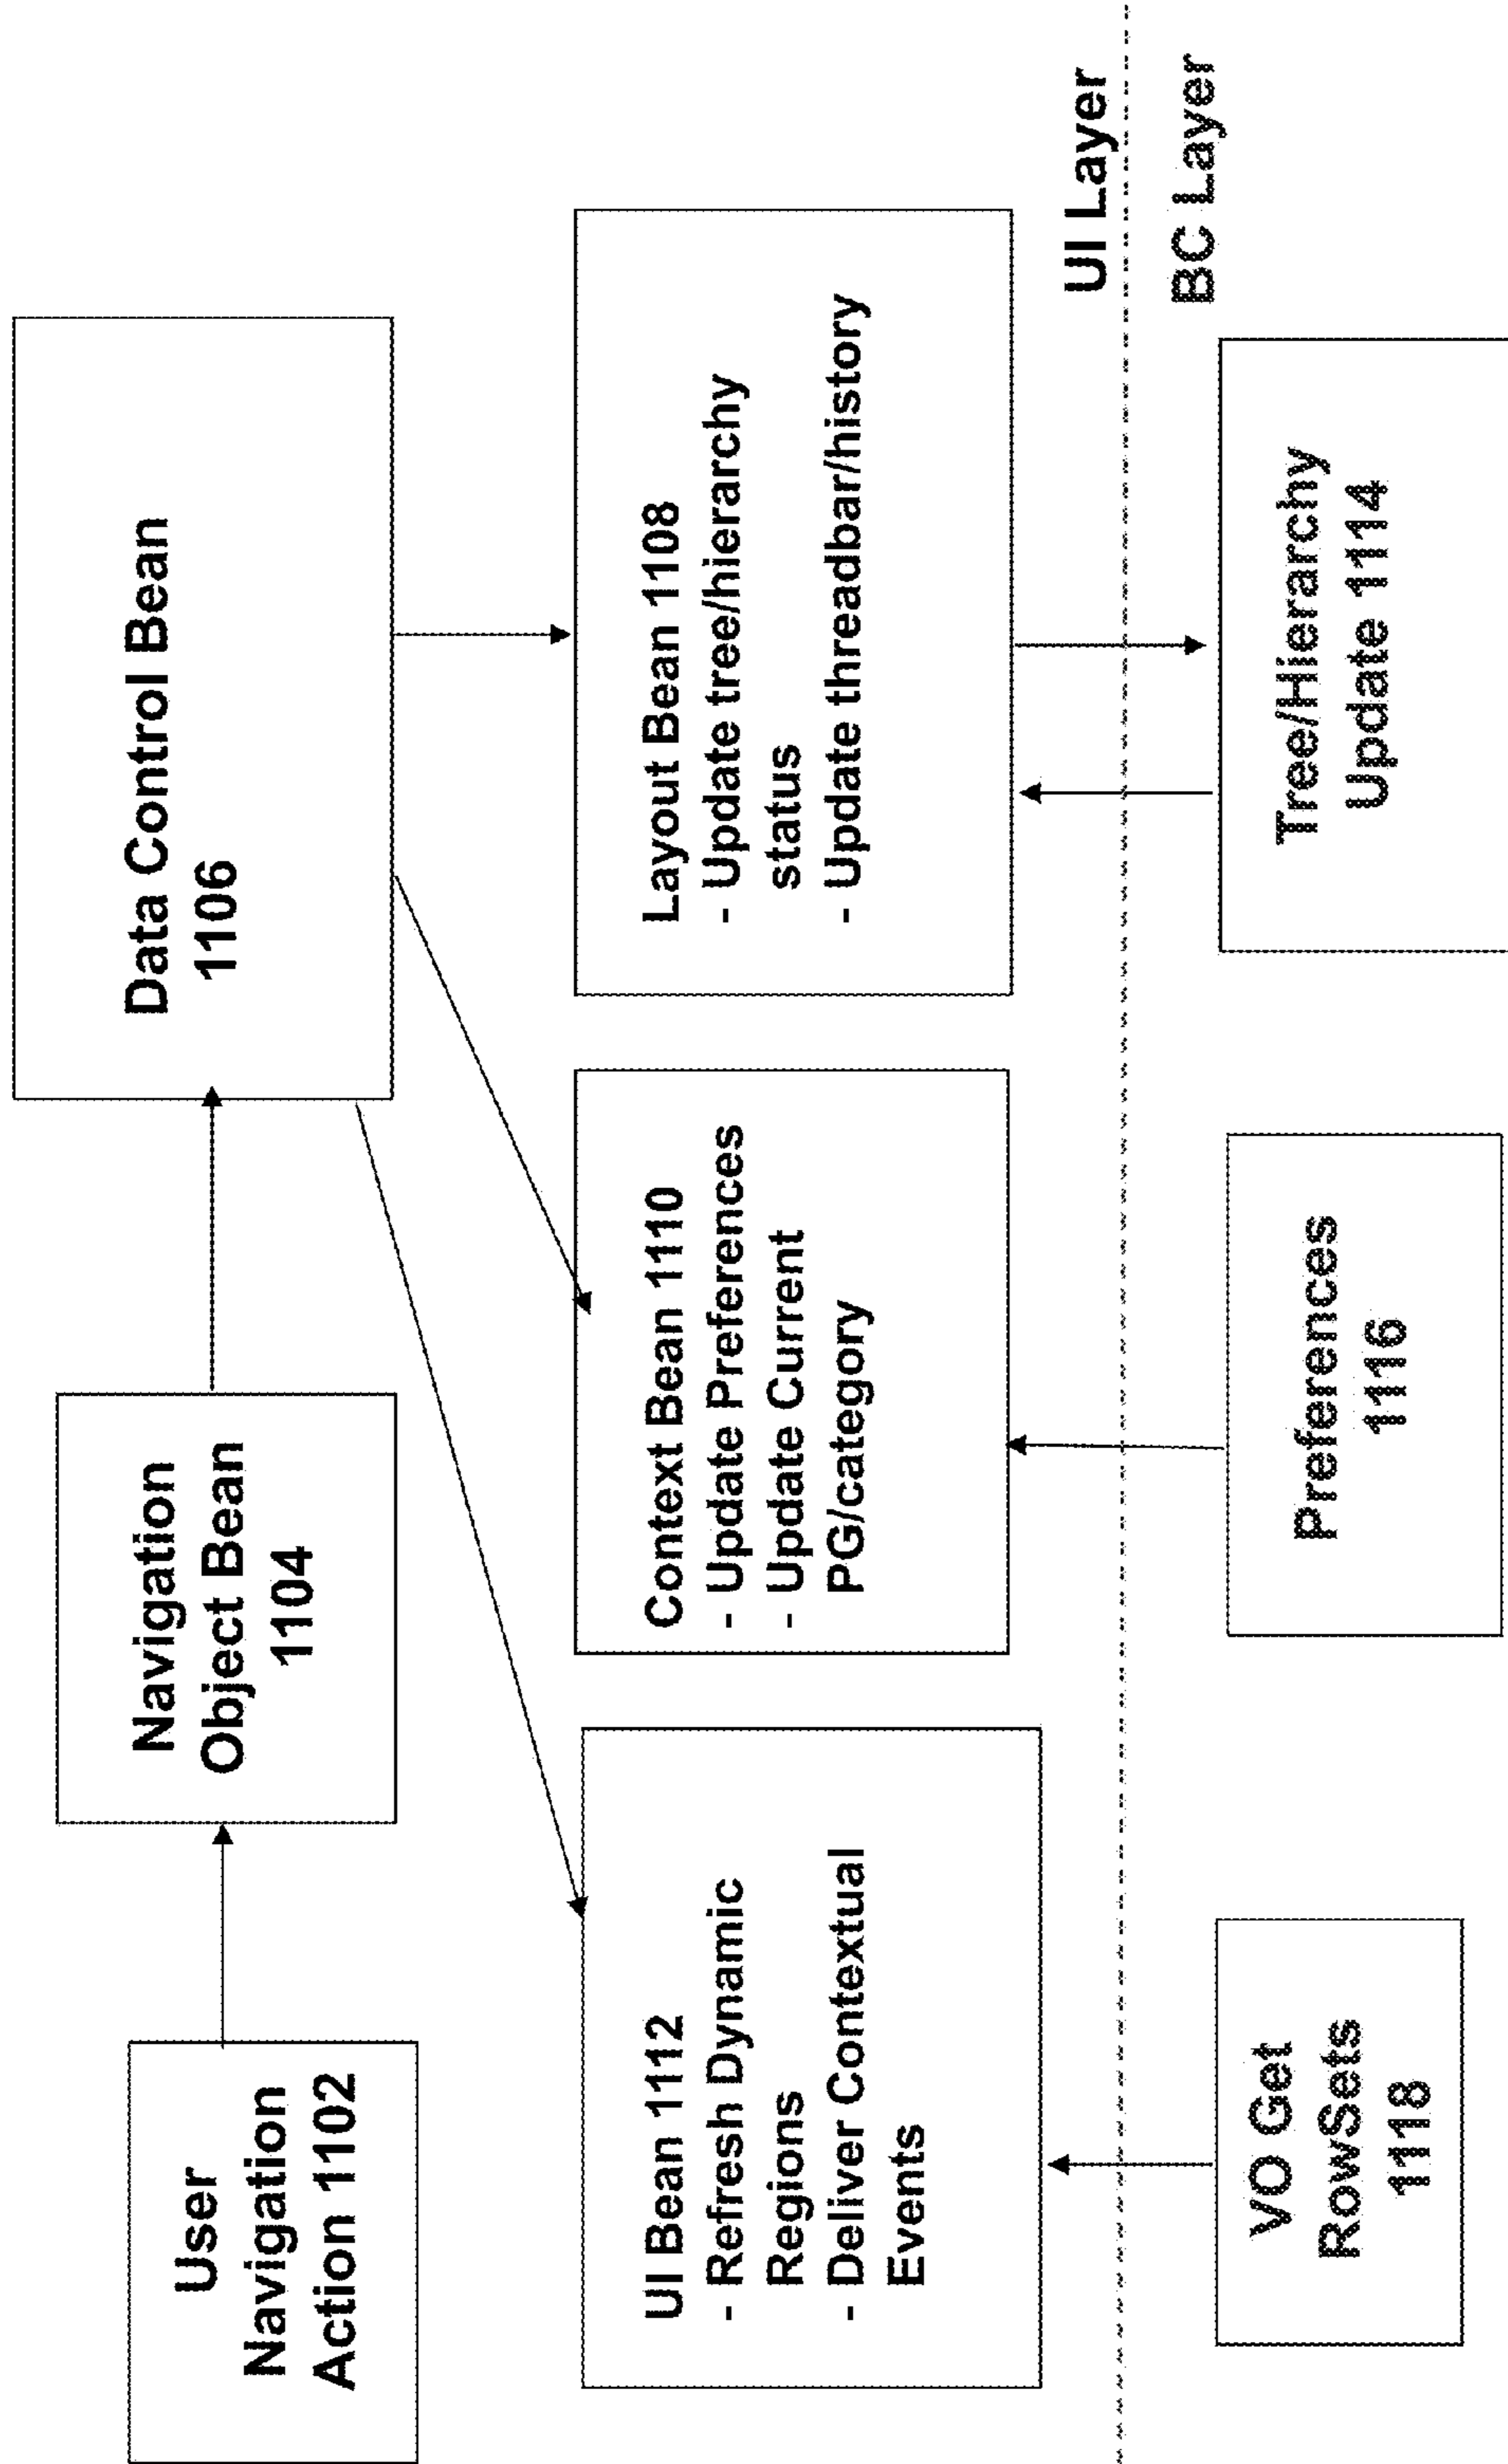 User
Navigation
Action 1102
Navigation
Object Bean
1104
Data Control Bean
1106
UI Bean 1112
- Refresh Dynamic
Regions
- Deliver Contextual
Events
Context Bean 1110
- Update Preferences
- Update Current
PG/category
Layout Bean 1108
- Update tree/hierarchy
status
- Update threadbar/history
UI Layer
BC Layer
VO Get
RowSets
1118
Preferences
1116
Tree/Hierarchy
Update 1114